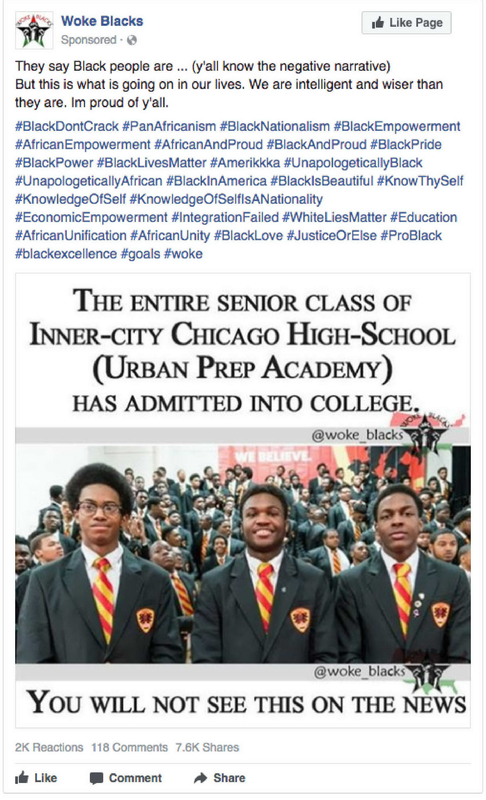 Woke Blacks
Like Page
Sponsored ·
They say Black people are ... (y'all know the negative narrative)
But this is what is going on in our lives. We are intelligent and wiser than
they are. Im proud of y'all.
#BlackDontCrack #PanAfricanism #BlackNationalism #BlackEmpowerment
#AfricanEmpowerment #AfricanAndProud #BlackAndProud #BlackPride
#BlackPower #BlackLivesMatter #Amerikkka #UnapologeticallyBlack
#UnapologeticallyAfrican #BlackInAmerica #BlackIsBeautiful #KnowThySelf
#KnowledgeOfSelf #KnowledgeOfSelfIsANationality
#EconomicEmpowerment #IntegrationFailed #WhiteLiesMatter #Education
#AfricanUnification #AfricanUnity #BlackLove #JusticeOrElse #ProBlack
#blackexcellence #goals #woke
THE ENTIRE SENIOR CLASS OF
INNER-CITY CHICAGO HIGH-SCHOOL
(URBAN PREP ACADEMY)
HAS ADMITTED INTO COLLEGE.
@woke_blacks
WE BELIEVE.
@woke_blacks
YOU WILL NOT SEE THIS ON THE NEWS
2K Reactions 118 Comments 7.6K Shares
Like Comment Share